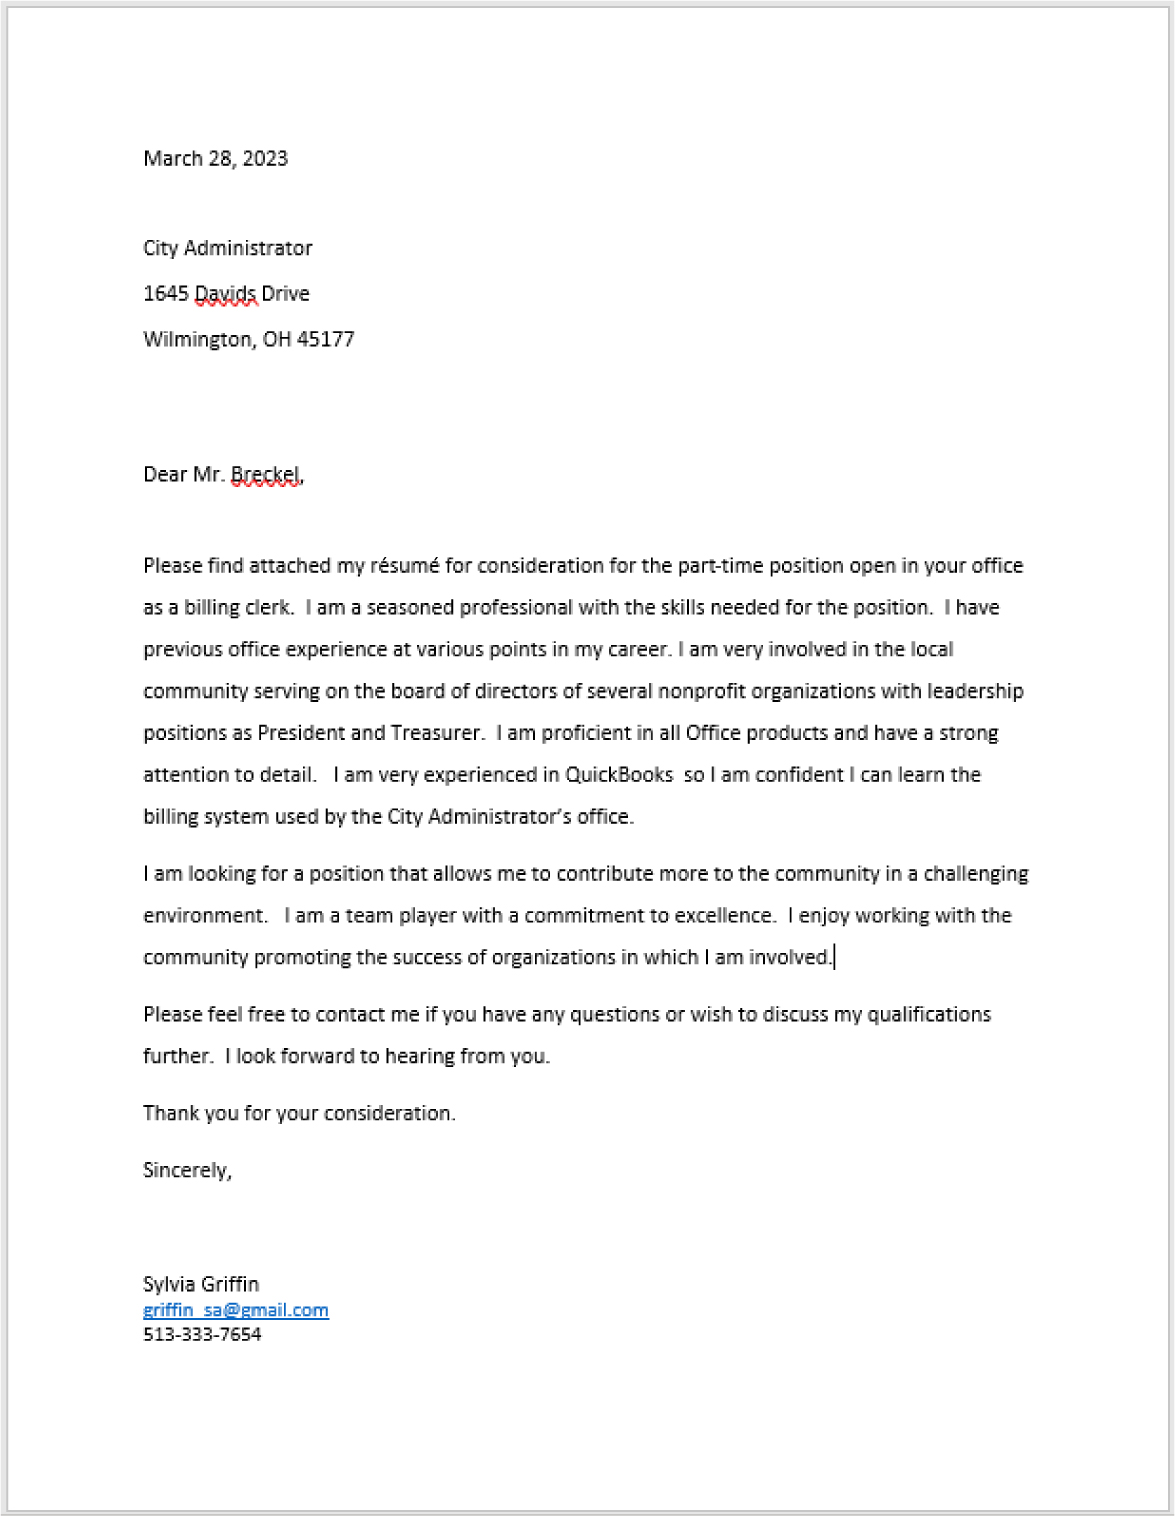 March 28, 2023
City Administrator
1645 Davids Drive
Wilmington, OH 45177
Dear Mr. Breckel,
Please find attached my résumé for consideration for the part-time position open in your office
as a billing clerk.  I am a seasoned professional with the skills needed for the position.  I have
previous office experience at various points in my career. I am very involved in the local
community serving on the board of directors of several nonprofit organizations with leadership
positions as President and Treasurer.  I am proficient in all Office products and have a strong
attention to detail.   I am very experienced in QuickBooks  so I am confident I can learn the
billing system used by the City Administrator’s office.
I am looking for a position that allows me to contribute more to the community in a challenging
environment.   I am a team player with a commitment to excellence.  I enjoy working with the
community promoting the success of organizations in which I am involved.
Please feel free to contact me if you have any questions or wish to discuss my qualifications
further.  I look forward to hearing from you.
Thank you for your consideration.
Sincerely,
Sylvia Griffin
griffin_sa@gmail.com
513-333-7654